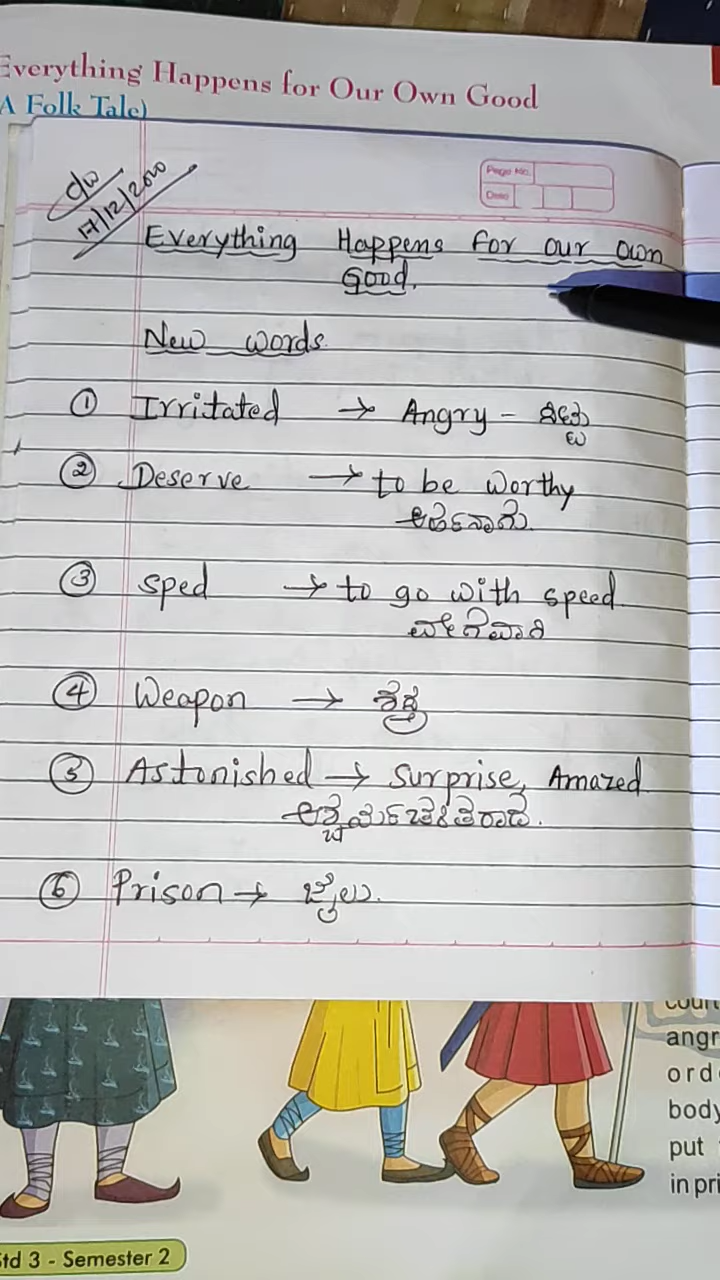 Everything Happens for Our Own Good
(A Folk Tale)
C/W
17/12/2020
Page No.
Date
Everything Happens for our own
Good.
New words.
① Irritated → Angry -
② Deserve → to be worthy
③ sped → to go with speed
④ Weapon → ಶಸ್ತ್ರ
⑤ Astonished → surprise, Amazed.
⑥ Prison → ಜೈಲು.
cour
angr
orde
body
put
in pri
Std 3 - Semester 2